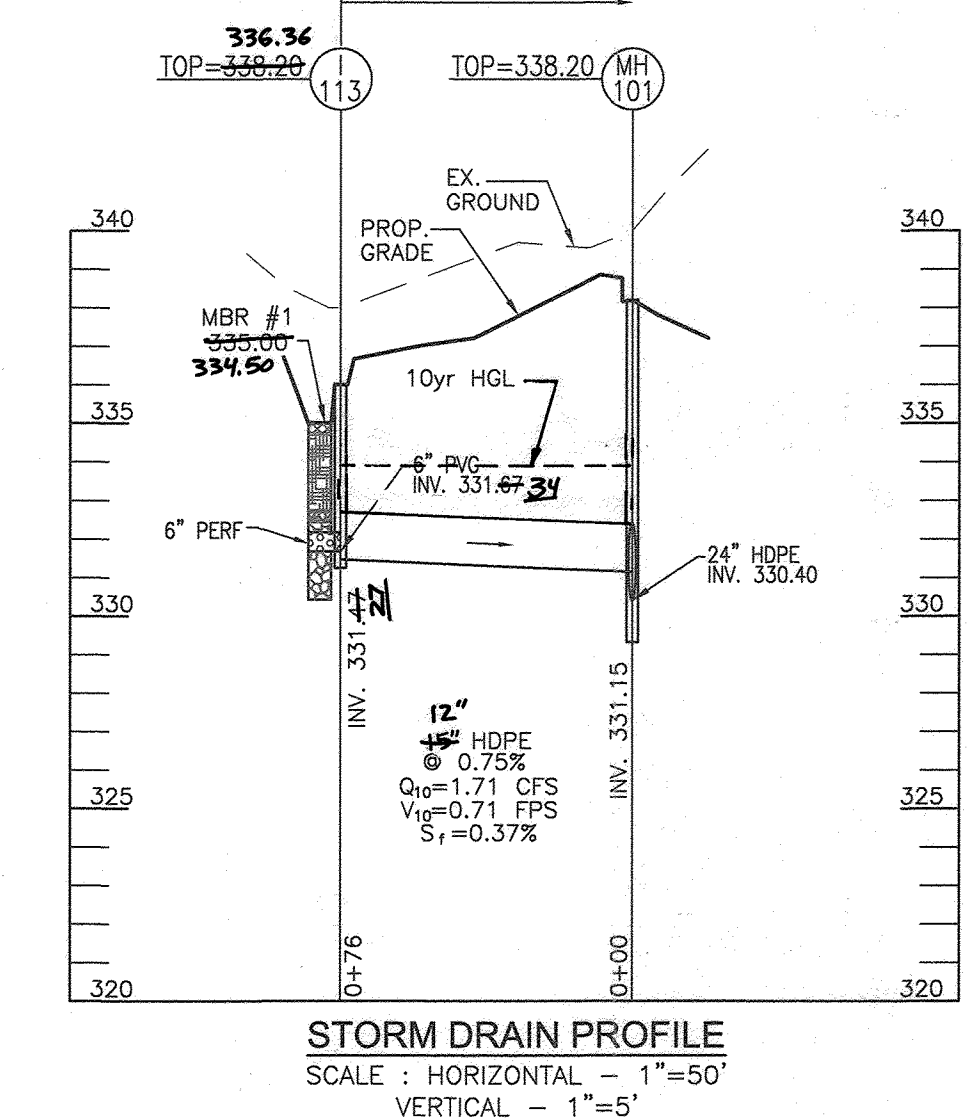 336.36
TOP=338.20
113
TOP=338.20
MH
101
EX.
GROUND
PROP.
GRADE
340
340
MBR #1
335.00
334.50
10yr HGL
335
335
6" PVC
INV. 331.67 .34
6" PERF
24" HDPE
INV. 330.40
330
330
INV. 331.47
27
INV. 331.15
12"
15" HDPE
@ 0.75%
Q10=1.71 CFS
V10=0.71 FPS
Sf=0.37%
325
325
0+76
0+00
320
320
STORM DRAIN PROFILE
SCALE : HORIZONTAL - 1"=50'
VERTICAL - 1"=5'